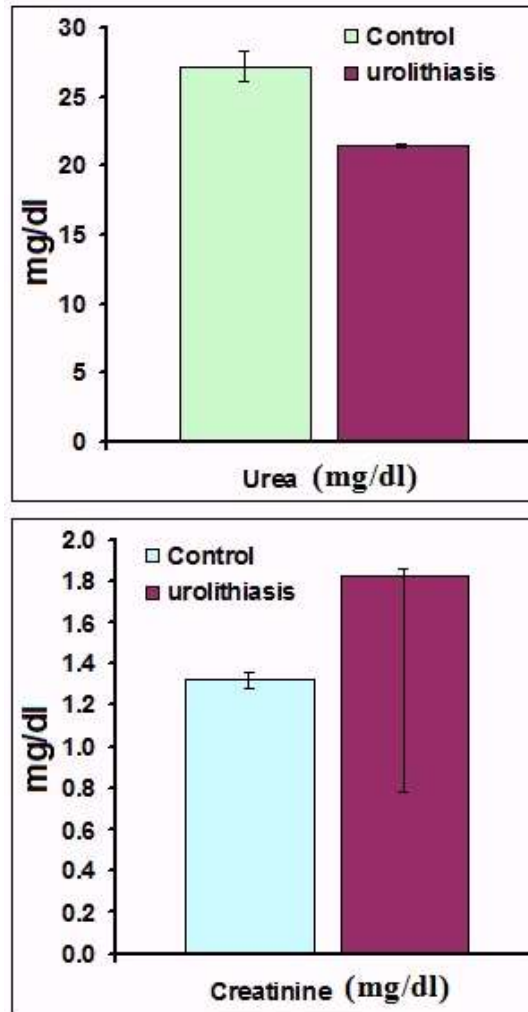 30
25
20
15
10
5
0
mg/dl
Control
urolithiasis
Urea (mg/dl)
2.0
1.8
1.6
1.4
1.2
1.0
0.8
0.6
0.4
0.2
0.0
mg/dl
Control
urolithiasis
Creatinine (mg/dl)